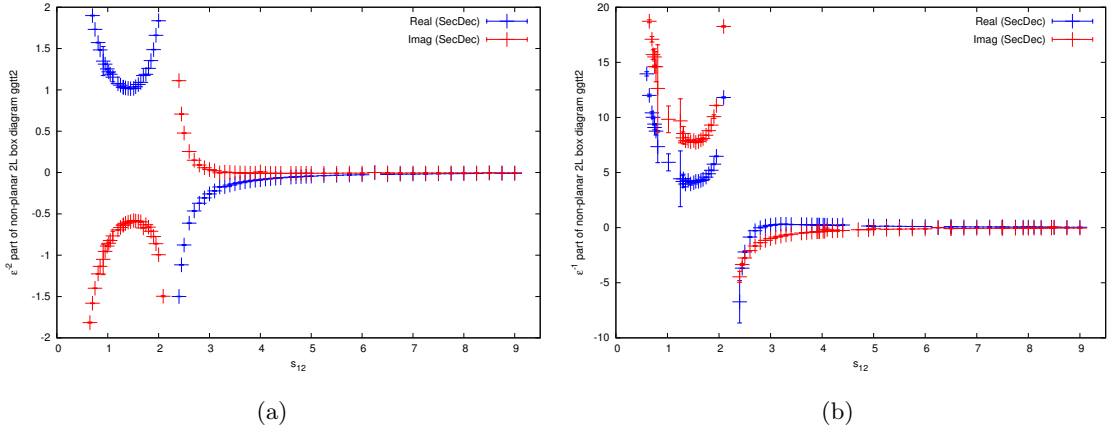 2
1.5
1
0.5
0
-0.5
-1
-1.5
-2
0 1 2 3 4 5 6 7 8 9
s12
ε-2 part of non-planar 2L box diagram ggtt2
Real (SecDec)
Imag (SecDec)
(a)
20
15
10
5
0
-5
-10
0 1 2 3 4 5 6 7 8 9
s12
ε-1 part of non-planar 2L box diagram ggtt2
Real (SecDec)
Imag (SecDec)
(b)